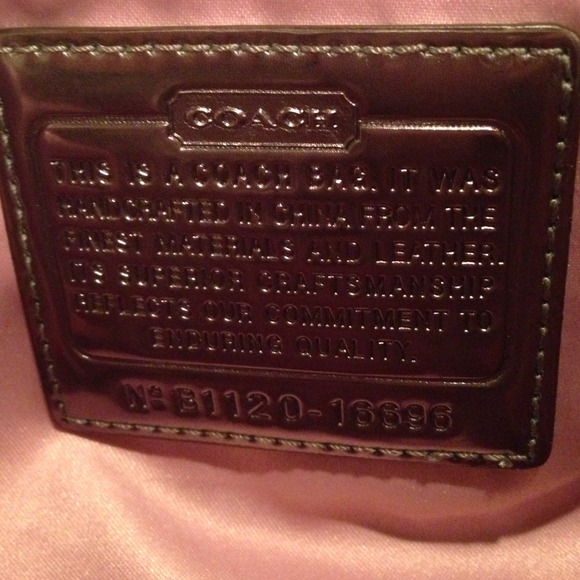 COACH
THIS IS A COACH BAG. IT WAS
HANDCRAFTED IN CHINA FROM THE
FINEST MATERIALS AND LEATHER.
ITS SUPERIOR CRAFTSMANSHIP
REFLECTS OUR COMMITMENT TO
ENDURING QUALITY.
Nº B1120-16696